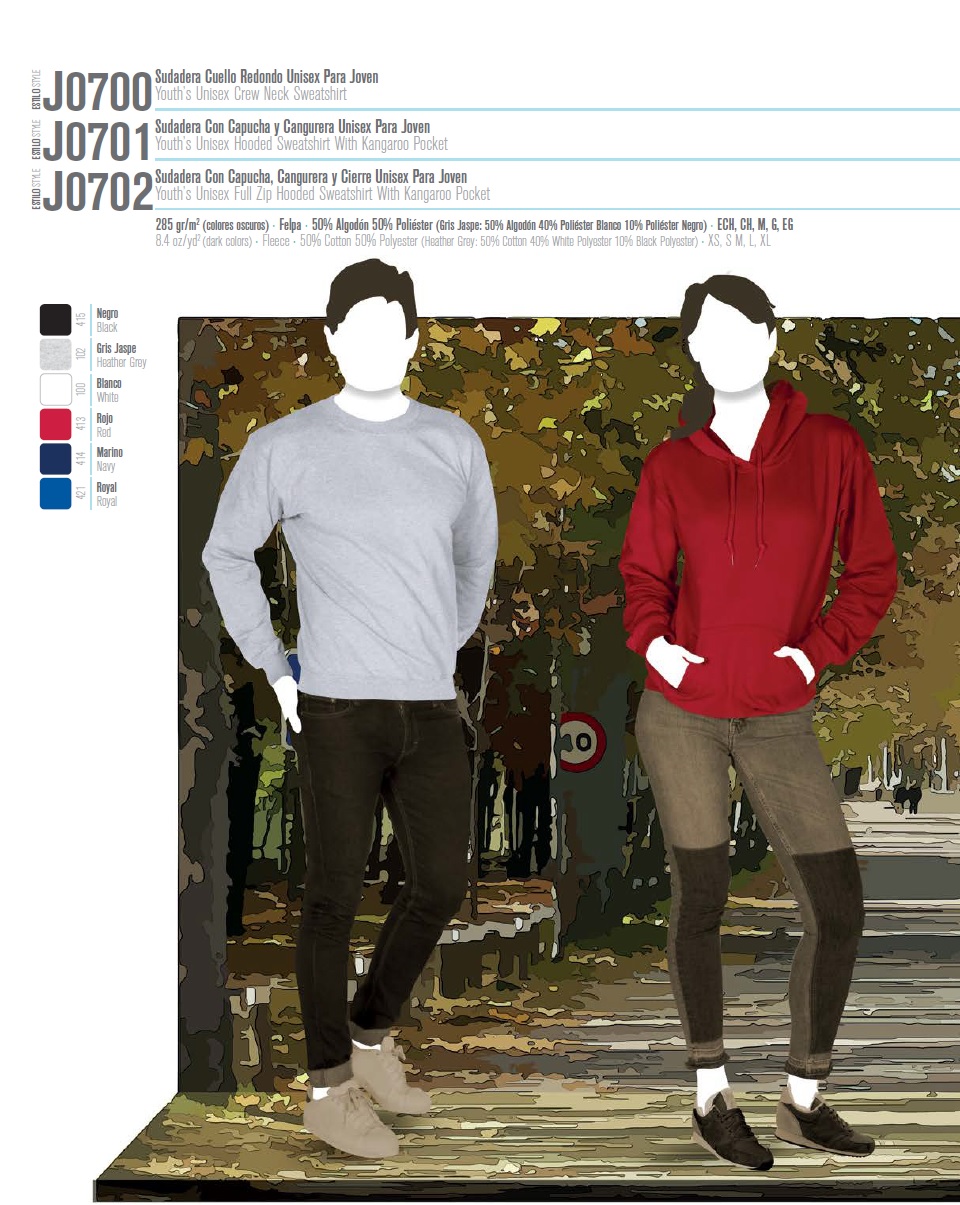 ESTILO STYLE
J0700
Sudadera Cuello Redondo Unisex Para Joven
Youth's Unisex Crew Neck Sweatshirt
ESTILO STYLE
J0701
Sudadera Con Capucha y Cangurera Unisex Para Joven
Youth's Unisex Hooded Sweatshirt With Kangaroo Pocket
ESTILO STYLE
J0702
Sudadera Con Capucha, Cangurera y Cierre Unisex Para Joven
Youth's Unisex Full Zip Hooded Sweatshirt With Kangaroo Pocket
285 gr/m² (colores oscuros) · Felpa · 50% Algodón 50% Poliéster (Gris Jaspe: 50% Algodón 40% Poliéster Blanco 10% Poliéster Negro) · ECH, CH, M, G, EG
8.4 oz/yd² (dark colors) · Fleece · 50% Cotton 50% Polyester (Heather Grey: 50% Cotton 40% White Polyester 10% Black Polyester) · XS, S M, L, XL
415
Negro
Black
102
Gris Jaspe
Heather Grey
100
Blanco
White
413
Rojo
Red
414
Marino
Navy
421
Royal
Royal